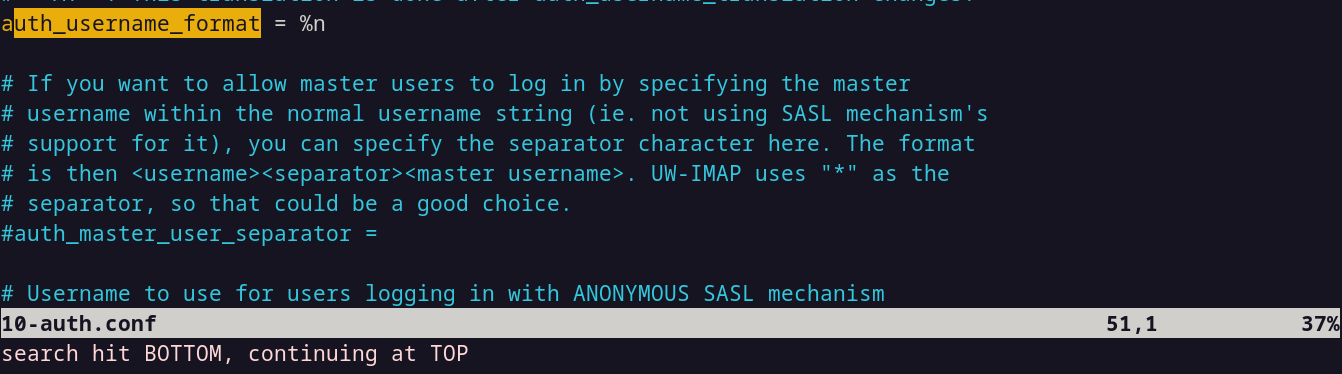 auth_username_format = %n
# If you want to allow master users to log in by specifying the master
# username within the normal username string (ie. not using SASL mechanism's
# support for it), you can specify the separator character here. The format
# is then <username><separator><master username>. UW-IMAP uses "*" as the
# separator, so that could be a good choice.
#auth_master_user_separator =
# Username to use for users logging in with ANONYMOUS SASL mechanism
10-auth.conf 51,1 37%
search hit BOTTOM, continuing at TOP